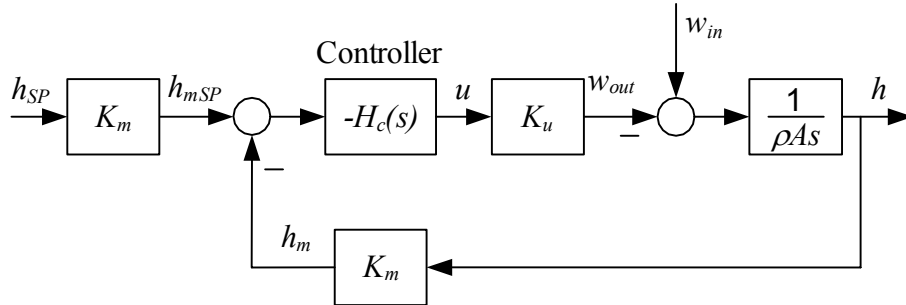 w_in
Controller
h_SP
K_m
h_mSP
-H_c(s)
u
K_u
w_out
1
ρAs
h
−
−
h_m
K_m